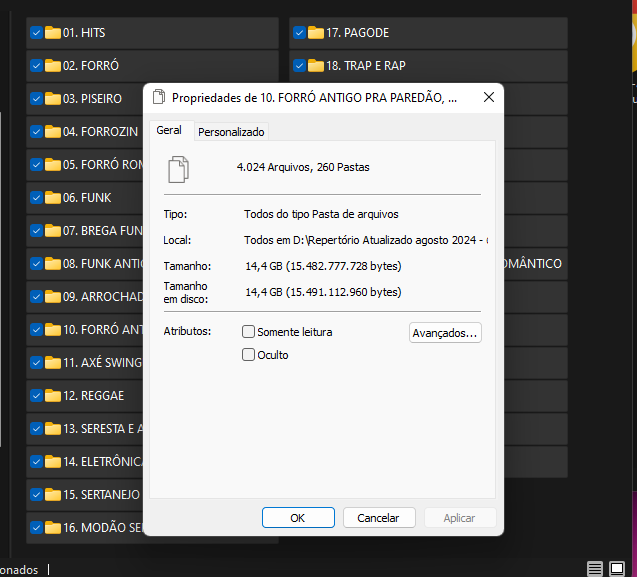 01. HITS
17. PAGODE
02. FORRÓ
18. TRAP E RAP
03. PISEIRO
Propriedades de 10. FORRÓ ANTIGO PRA PAREDÃO, ...
Geral
Personalizado
04. FORROZIN
05. FORRÓ ROM
4.024 Arquivos, 260 Pastas
06. FUNK
Tipo:
Todos do tipo Pasta de arquivos
07. BREGA FUN
Local:
Todos em D:\Repertório Atualizado agosto 2024 -
08. FUNK ANTIG
OMÂNTICO
Tamanho:
14,4 GB (15.482.777.728 bytes)
09. ARROCHAD
Tamanho
em disco:
14,4 GB (15.491.112.960 bytes)
10. FORRÓ ANT
Atributos:
Somente leitura
Avançados...
Oculto
11. AXÉ SWING
12. REGGAE
13. SERESTA E A
14. ELETRÔNIC
15. SERTANEJO
16. MODÃO SE
OK
Cancelar
Aplicar
onados